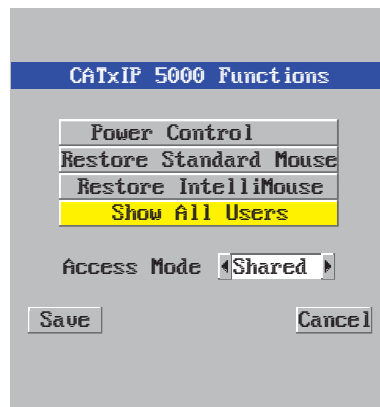 CATxIP 5000 Functions
Power Control
Restore Standard Mouse
Restore IntelliMouse
Show All Users
Access Mode Shared
Save Cancel